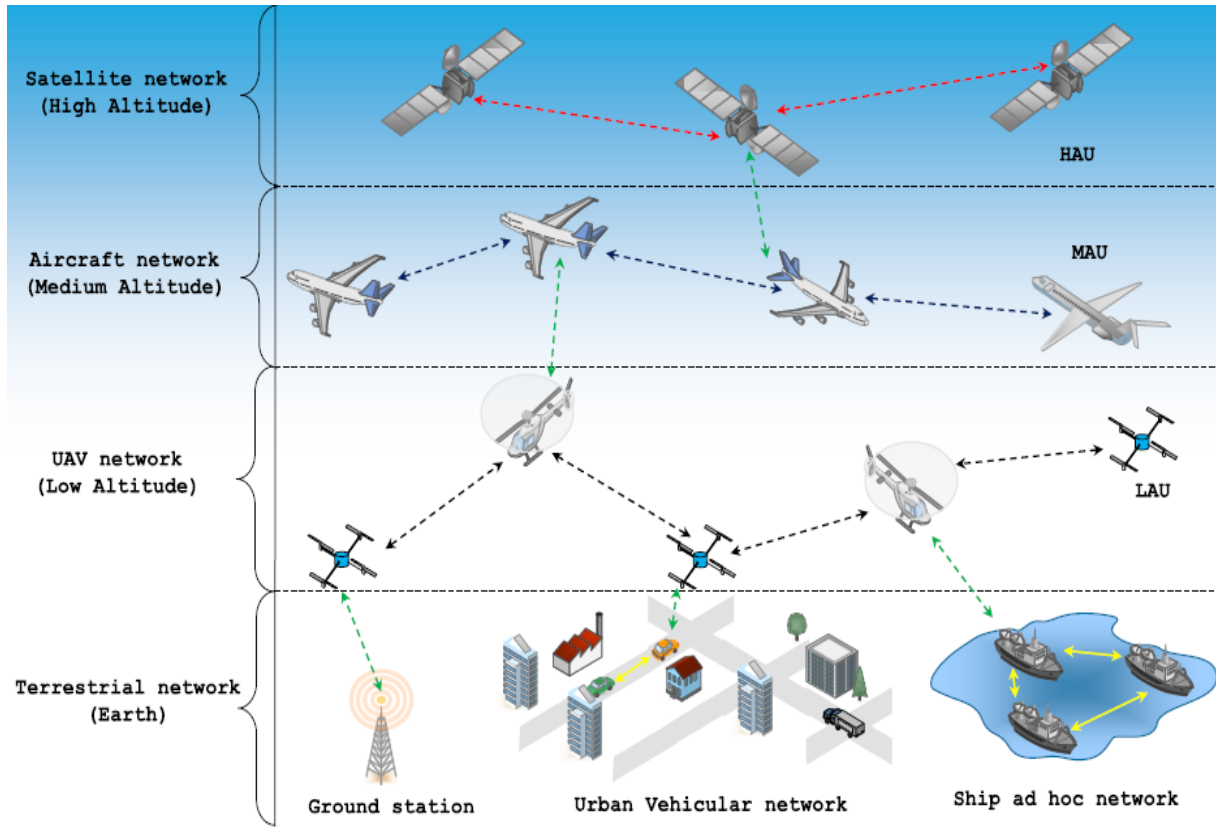 Satellite network
(High Altitude)
HAU
Aircraft network
(Medium Altitude)
MAU
UAV network
(Low Altitude)
LAU
Terrestrial network
(Earth)
Ground station
Urban Vehicular network
Ship ad hoc network